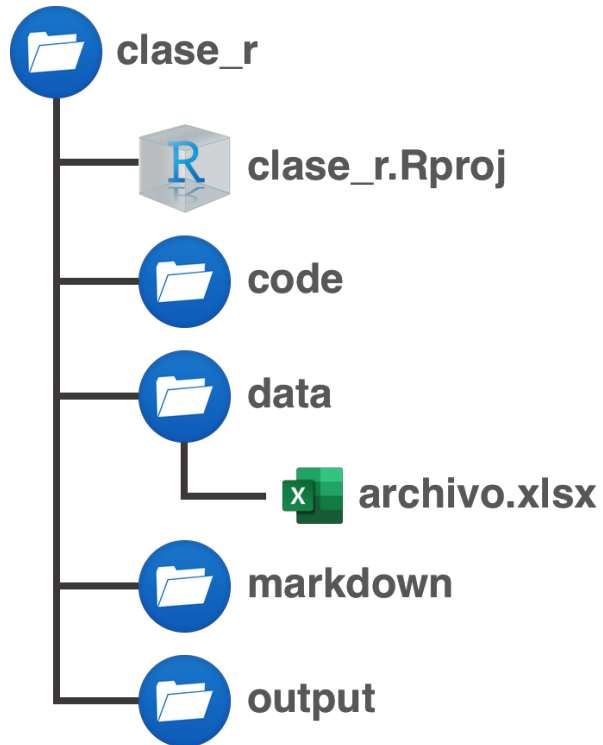 clase_r
R
clase_r.Rproj
code
data
X
archivo.xlsx
markdown
output